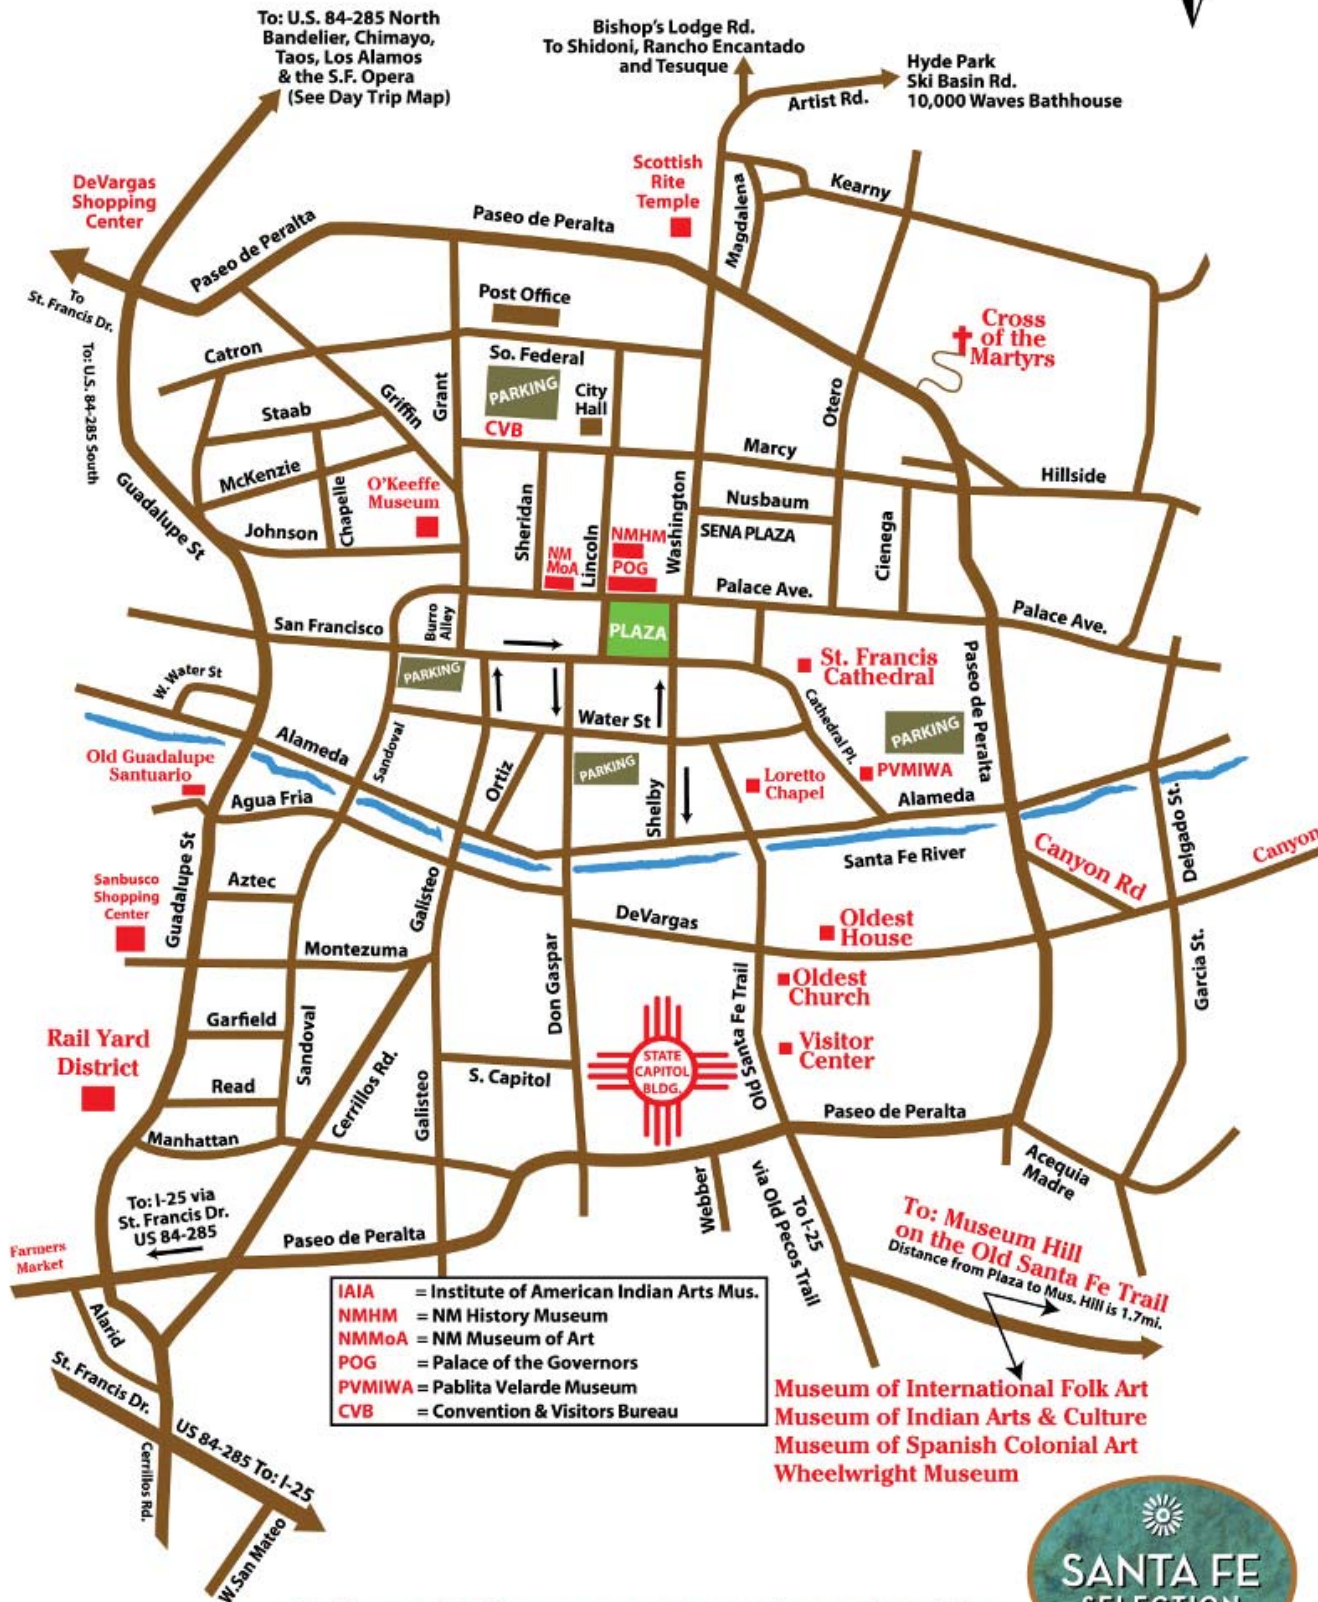 To: U.S. 84-285 North
Bandelier, Chimayo,
Taos, Los Alamos
& the S.F. Opera
(See Day Trip Map)
Bishop's Lodge Rd.
To Shidoni, Rancho Encantado
and Tesuque
Hyde Park
Ski Basin Rd.
10,000 Waves Bathhouse
Artist Rd.
DeVargas
Shopping
Center
Scottish
Rite
Temple
Magdalena
Kearny
Paseo de Peralta
Paseo de Peralta
To
St. Francis Dr.
To: U.S. 84-285 South
Post Office
Cross
of the
Martyrs
Catron
So. Federal
PARKING
City
Hall
CVB
Grant
Griffin
Staab
Otero
Marcy
Hillside
McKenzie
Chapelle
O'Keeffe
Museum
Guadalupe St
Johnson
Sheridan
NM
MoA
Lincoln
NMHM
POG
Washington
Nusbaum
SENA PLAZA
Cienega
Palace Ave.
Palace Ave.
San Francisco
Burro
Alley
PLAZA
PARKING
St. Francis
Cathedral
Paseo de Peralta
W. Water St
Water St
Cathedral Pl.
PARKING
Alameda
Sandoval
Ortiz
PARKING
Shelby
Loretto
Chapel
PVMIWA
Alameda
Old Guadalupe
Santuario
Agua Fria
Santa Fe River
Delgado St.
Canyon Rd
Canyon
Sanbusco
Shopping
Center
Guadalupe St
Aztec
Galisteo
DeVargas
Oldest
House
Montezuma
Don Gaspar
Old Santa Fe Trail
Oldest
Church
Garcia St.
Garfield
Sandoval
Rail Yard
District
Visitor
Center
STATE
CAPITOL
BLDG.
Read
Cerrillos Rd.
Galisteo
S. Capitol
Paseo de Peralta
Manhattan
Acequia
Madre
Webber
To I-25
via Old Pecos Trail
To: I-25 via
St. Francis Dr.
US 84-285
Paseo de Peralta
Farmers
Market
To: Museum Hill
on the Old Santa Fe Trail
Distance from Plaza to Mus. Hill is 1.7mi.
Alarid
IAIA = Institute of American Indian Arts Mus.
NMHM = NM History Museum
NMMoA = NM Museum of Art
POG = Palace of the Governors
PVMIWA = Pablita Velarde Museum
CVB = Convention & Visitors Bureau
Museum of International Folk Art
Museum of Indian Arts & Culture
Museum of Spanish Colonial Art
Wheelwright Museum
St. Francis Dr.
US 84-285 To: I-25
Cerrillos Rd.
W.San Mateo
SANTA FE
SELECTION